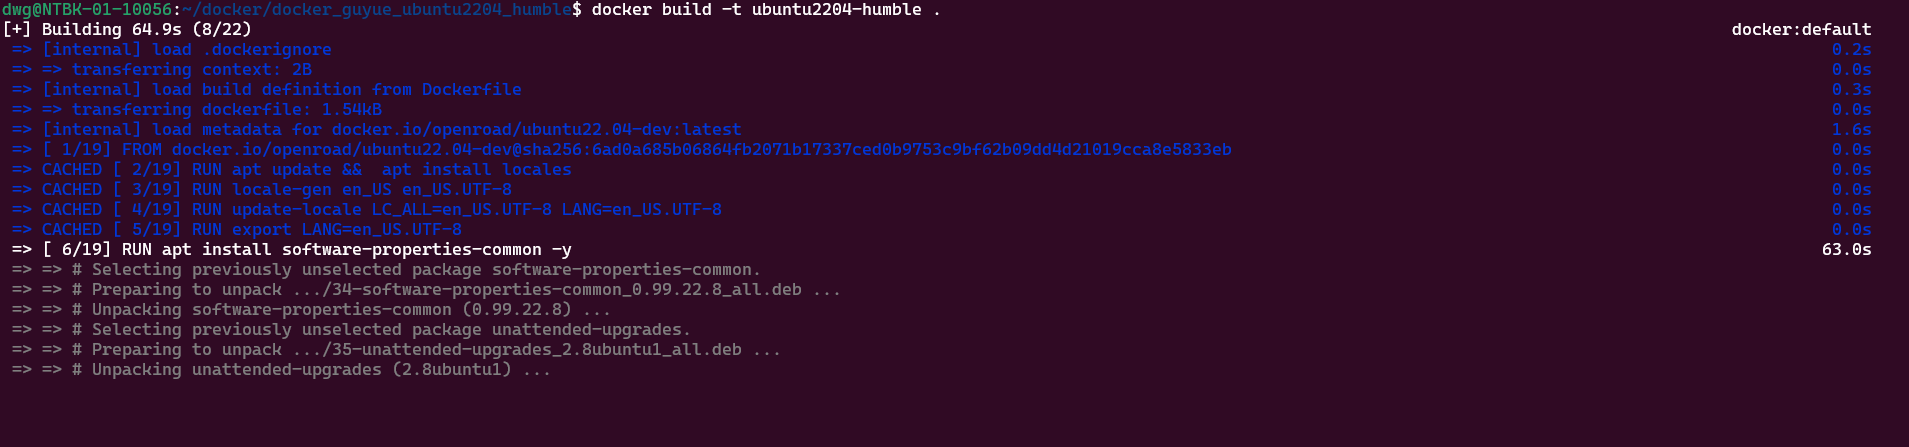 dwg@NTBK-01-10056:~/docker/docker_guyue_ubuntu2204_humble$ docker build -t ubuntu2204-humble .
[+] Building 64.9s (8/22) docker:default
=> [internal] load .dockerignore 0.2s
=> => transferring context: 2B 0.0s
=> [internal] load build definition from Dockerfile 0.3s
=> => transferring dockerfile: 1.54kB 0.0s
=> [internal] load metadata for docker.io/openroad/ubuntu22.04-dev:latest 1.6s
=> [ 1/19] FROM docker.io/openroad/ubuntu22.04-dev@sha256:6ad0a685b06864fb2071b17337ced0b9753c9bf62b09dd4d21019cca8e5833eb 0.0s
=> CACHED [ 2/19] RUN apt update &&  apt install locales 0.0s
=> CACHED [ 3/19] RUN locale-gen en_US en_US.UTF-8 0.0s
=> CACHED [ 4/19] RUN update-locale LC_ALL=en_US.UTF-8 LANG=en_US.UTF-8 0.0s
=> CACHED [ 5/19] RUN export LANG=en_US.UTF-8 0.0s
=> [ 6/19] RUN apt install software-properties-common -y 63.0s
=> => # Selecting previously unselected package software-properties-common.
=> => # Preparing to unpack .../34-software-properties-common_0.99.22.8_all.deb ...
=> => # Unpacking software-properties-common (0.99.22.8) ...
=> => # Selecting previously unselected package unattended-upgrades.
=> => # Preparing to unpack .../35-unattended-upgrades_2.8ubuntu1_all.deb ...
=> => # Unpacking unattended-upgrades (2.8ubuntu1) ...